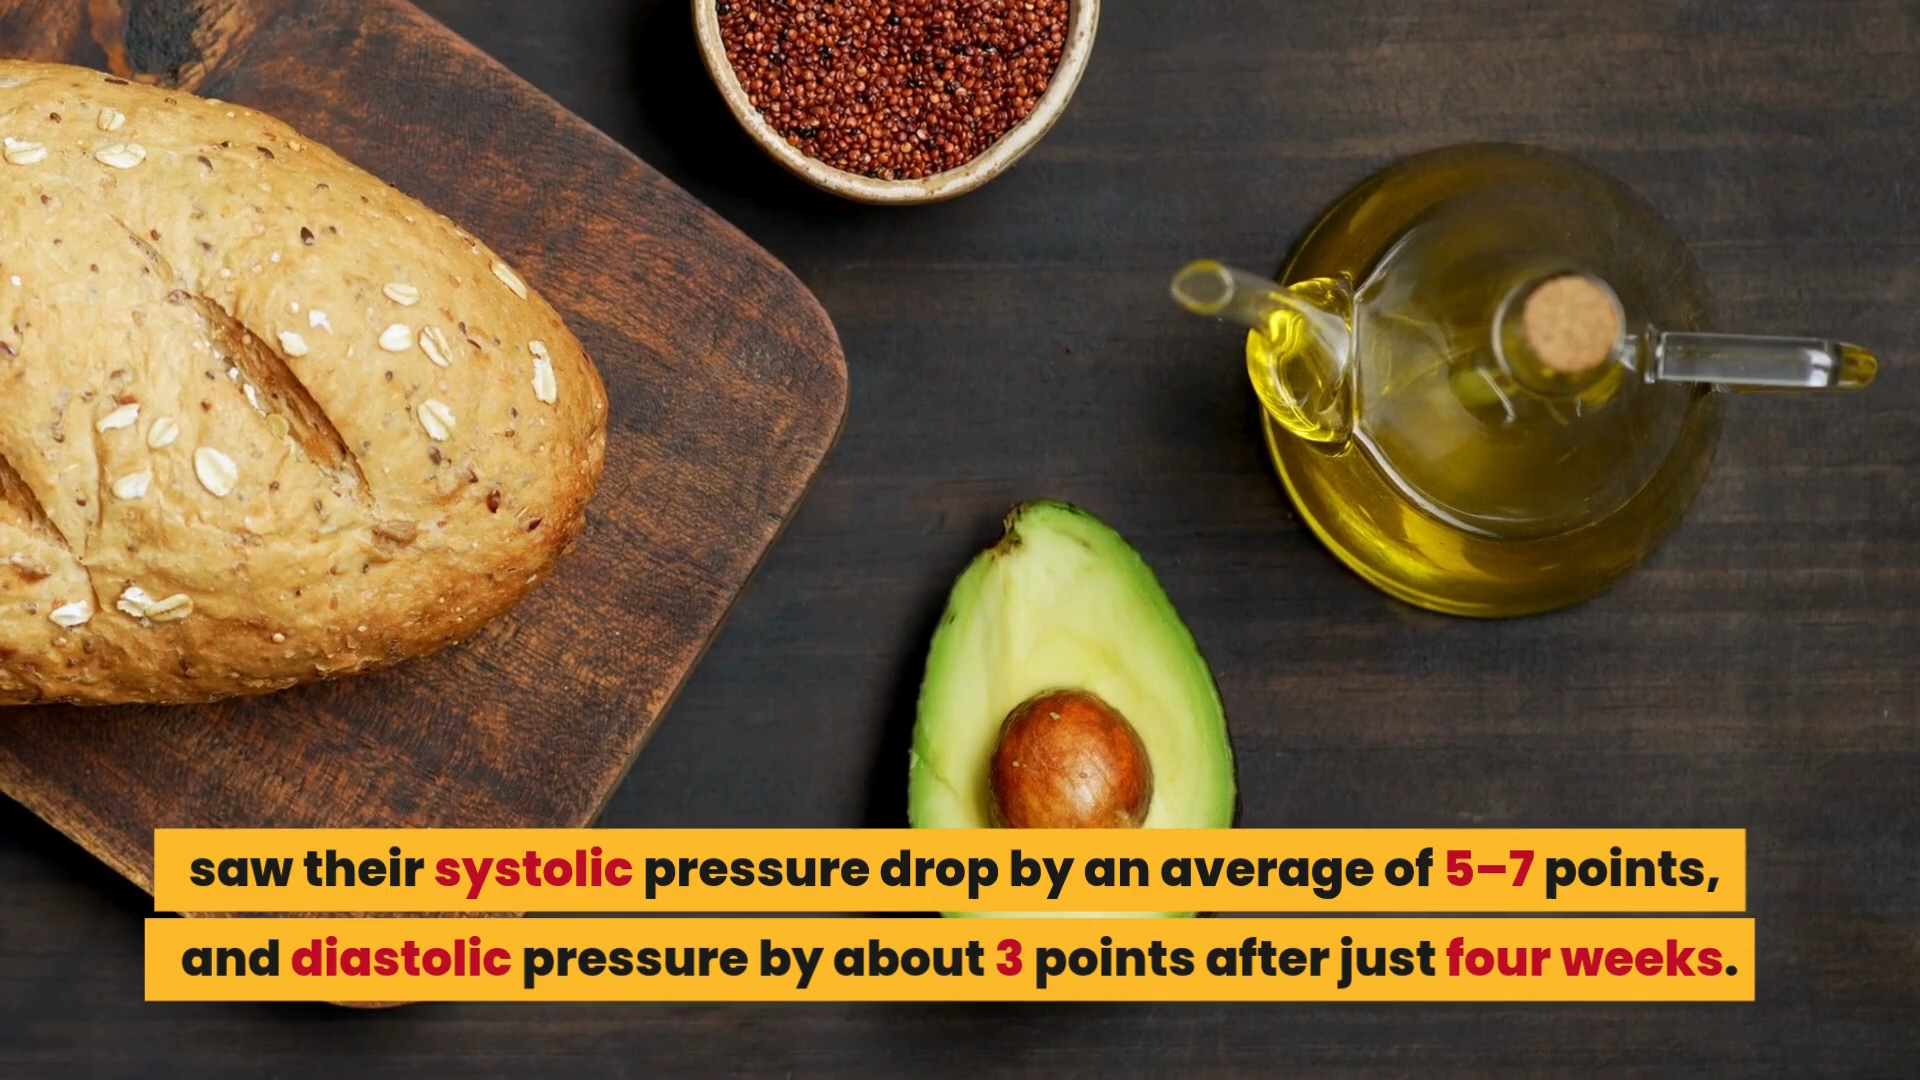 saw their systolic pressure drop by an average of 5–7 points,
and diastolic pressure by about 3 points after just four weeks.